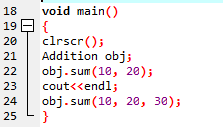 18 void main()
19 {
20 clrscr();
21 Addition obj;
22 obj.sum(10, 20);
23 cout<<endl;
24 obj.sum(10, 20, 30);
25 }